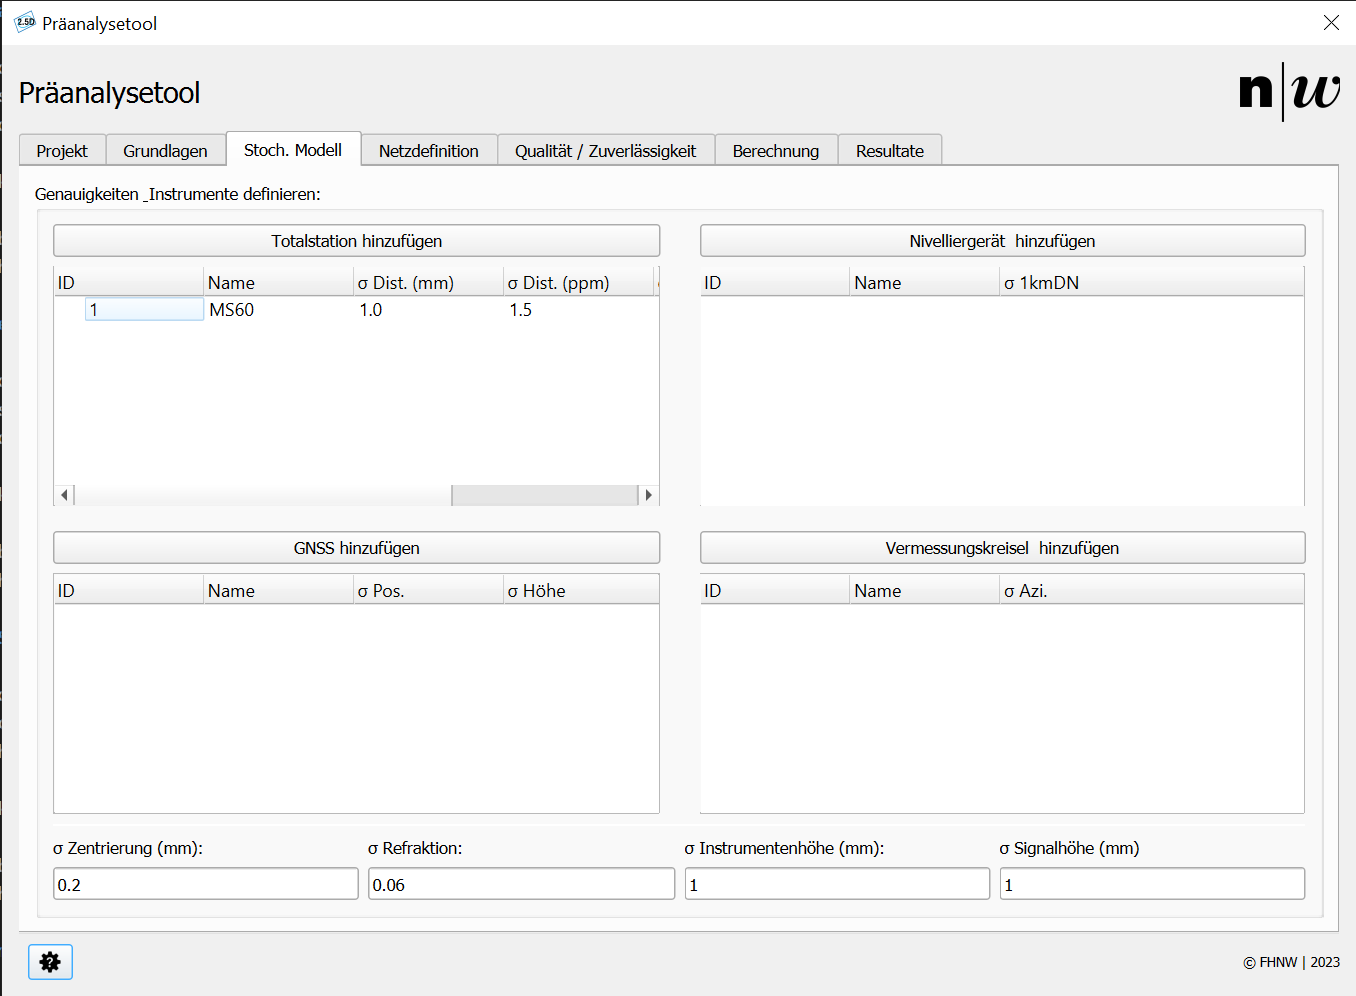 2.5D Präanalysetool
Präanalysetool
n|w
Projekt Grundlagen Stoch. Modell Netzdefinition Qualität / Zuverlässigkeit Berechnung Resultate
Genauigkeiten _Instrumente definieren:
Totalstation hinzufügen
ID Name σ Dist. (mm) σ Dist. (ppm)
1 MS60 1.0 1.5
Nivelliergerät hinzufügen
ID Name σ 1kmDN
GNSS hinzufügen
ID Name σ Pos. σ Höhe
Vermessungskreisel hinzufügen
ID Name σ Azi.
σ Zentrierung (mm): σ Refraktion: σ Instrumentenhöhe (mm): σ Signalhöhe (mm)
0.2 0.06 1 1
© FHNW | 2023